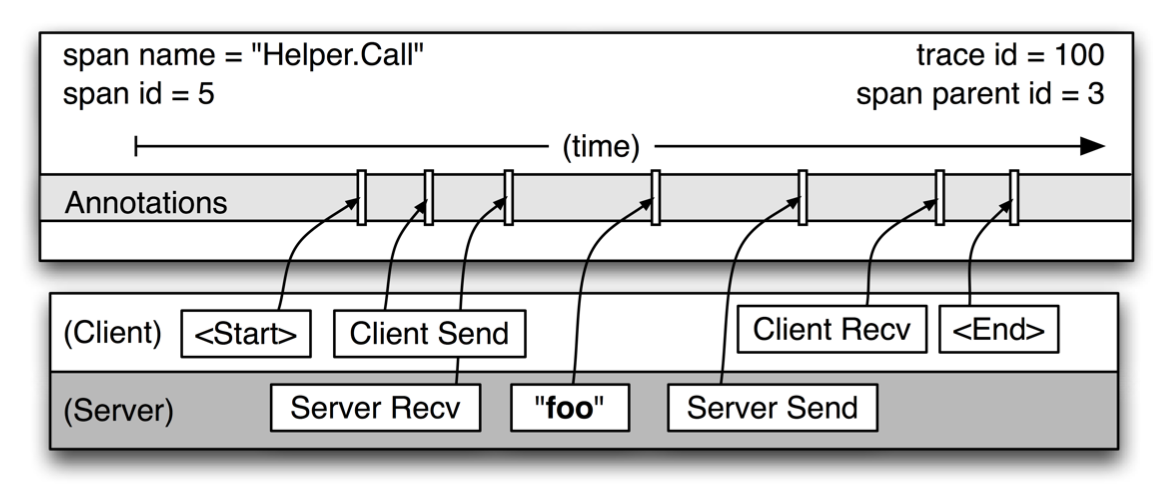 span name = "Helper.Call"
trace id = 100
span id = 5
span parent id = 3
(time)
Annotations
(Client)
<Start>
Client Send
Client Recv
<End>
(Server)
Server Recv
"foo"
Server Send